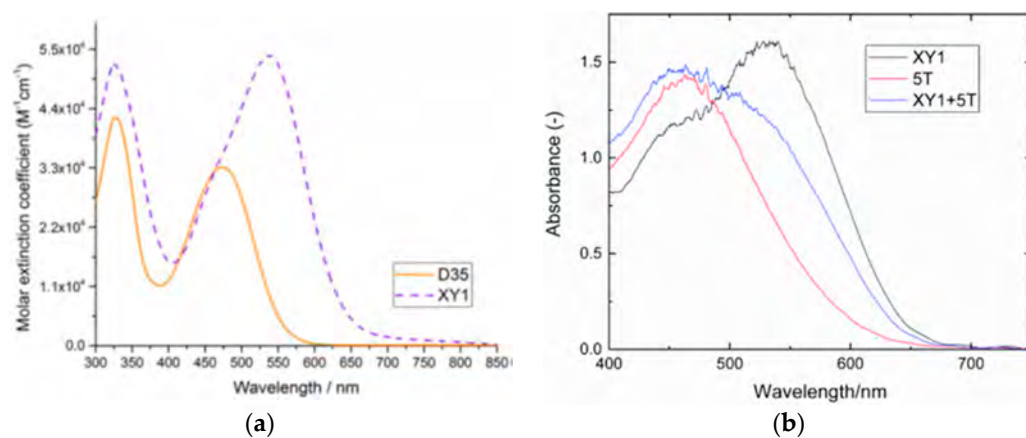 Molar extinction coefficient (M⁻¹cm⁻¹)
5.5x10⁴
4.4x10⁴
3.3x10⁴
2.2x10⁴
1.1x10⁴
0.0
300 350 400 450 500 550 600 650 700 750 800 850
Wavelength / nm
D35
XY1
(a)
Absorbance (-)
1.5
1.0
0.5
0.0
400 500 600 700
Wavelength/nm
XY1
5T
XY1+5T
(b)